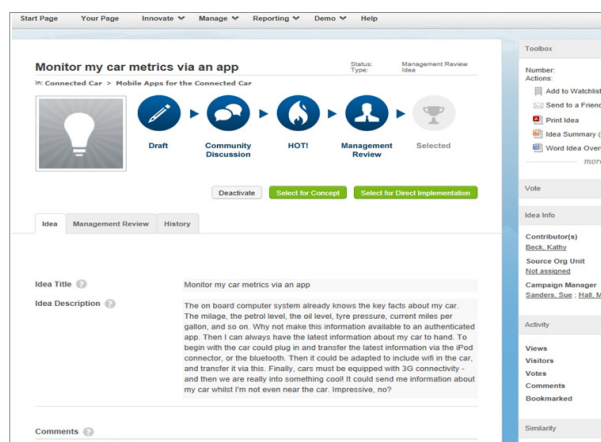 Start Page Your Page Innovate Manage Reporting Demo Help
Monitor my car metrics via an app
Status: Management Review
Type: Idea
In: Connected Car > Mobile Apps for the Connected Car
Draft
Community Discussion
HOT!
Management Review
Selected
Deactivate Select for Concept Select for Direct Implementation
Idea Management Review History
Idea Title Monitor my car metrics via an app
Idea Description The on board computer system already knows the key facts about my car.
The milage, the petrol level, the oil level, tyre pressure, current miles per
gallon, and so on. Why not make this information available to an authenticated
app. Then I can always have the latest information about my car to hand. To
begin with the car could plug in and transfer the latest information via the iPod
connector, or the bluetooth. Then it could be adapted to include wifi in the car,
and transfer it via this. Finally, cars must be equipped with 3G connectivity -
and then we are really into something cool! It could send me information about
my car whilst I'm not even near the car. Impressive, no?
Comments
Toolbox
Number:
Actions:
Add to Watchlist
Send to a Friend
Print Idea
Idea Summary (
Word Idea Over
more
Vote
Idea Info
Contributor(s)
Beck, Kathy
Source Org Unit
Not assigned
Campaign Manager
Sanders, Sue ; Hall, M
Activity
Views
Visitors
Votes
Comments
Bookmarked
Similarity